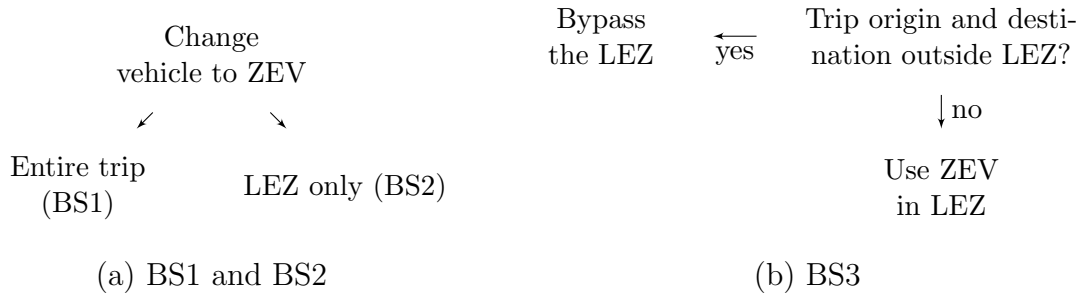 Change
vehicle to ZEV
Entire trip
(BS1)
LEZ only (BS2)
(a) BS1 and BS2
Bypass
the LEZ
yes
Trip origin and desti-
nation outside LEZ?
no
Use ZEV
in LEZ
(b) BS3